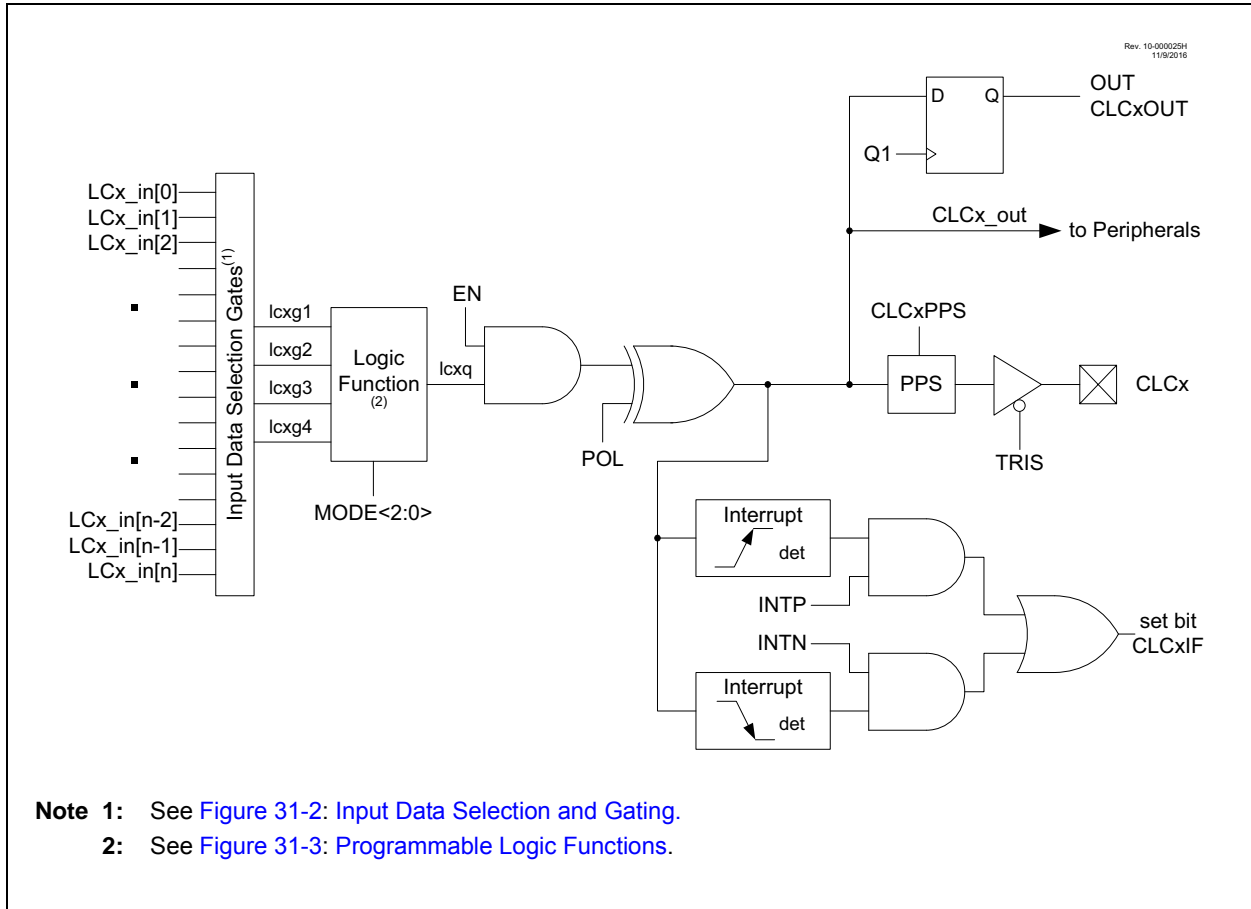 Rev. 10-000025H
11/9/2016
OUT
CLCxOUT
D Q
Q1
CLCx_out
to Peripherals
LCx_in[0]
LCx_in[1]
LCx_in[2]
LCx_in[n-2]
LCx_in[n-1]
LCx_in[n]
Input Data Selection Gates(1)
lcxg1
lcxg2
lcxg3
lcxg4
Logic
Function
(2)
MODE<2:0>
lcxq
EN
POL
CLCxPPS
PPS
TRIS
CLCx
Interrupt
det
INTP
INTN
Interrupt
det
set bit
CLCxIF
Note 1: See Figure 31-2: Input Data Selection and Gating.
2: See Figure 31-3: Programmable Logic Functions.